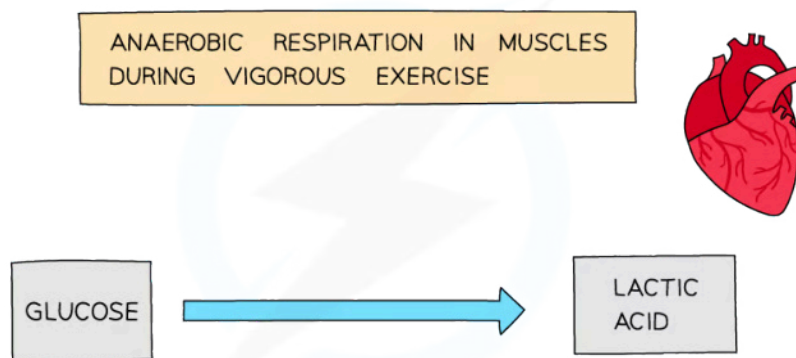 ANAEROBIC RESPIRATION IN MUSCLES
DURING VIGOROUS EXERCISE
GLUCOSE
LACTIC
ACID